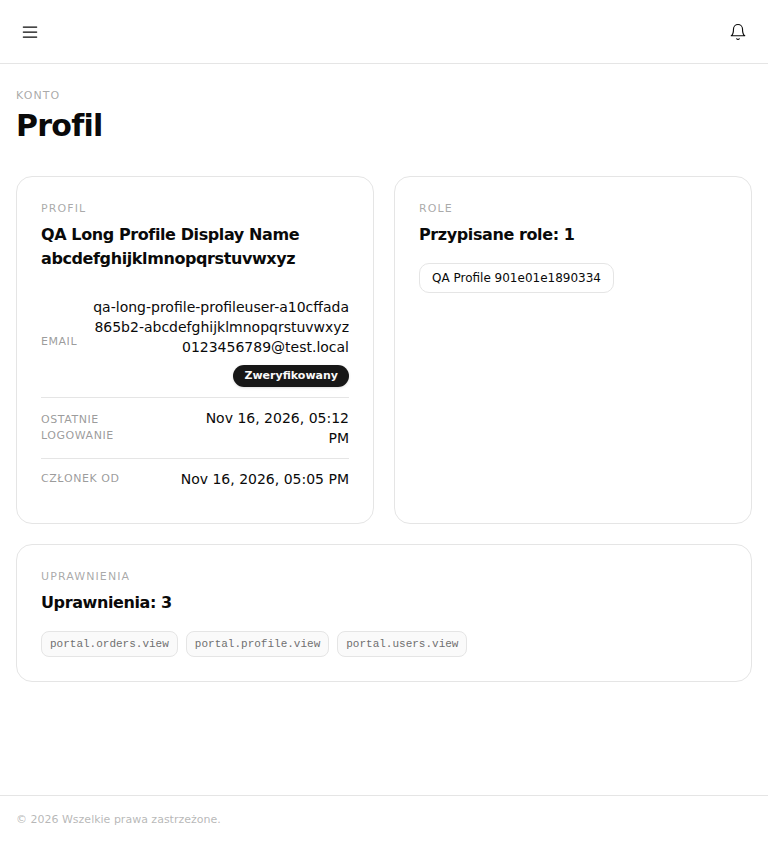 KONTO
Profil
PROFIL
QA Long Profile Display Name
abcdefghijklmnopqrstuvwxyz
EMAIL
qa-long-profile-profileuser-a10cffada
865b2-abcdefghijklmnopqrstuvwxyz
0123456789@test.local
Zweryfikowany
OSTATNIE
LOGOWANIE
Nov 16, 2026, 05:12
PM
CZŁONEK OD
Nov 16, 2026, 05:05 PM
ROLE
Przypisane role: 1
QA Profile 901e01e1890334
UPRAWNIENIA
Uprawnienia: 3
portal.orders.view
portal.profile.view
portal.users.view
© 2026 Wszelkie prawa zastrzeżone.